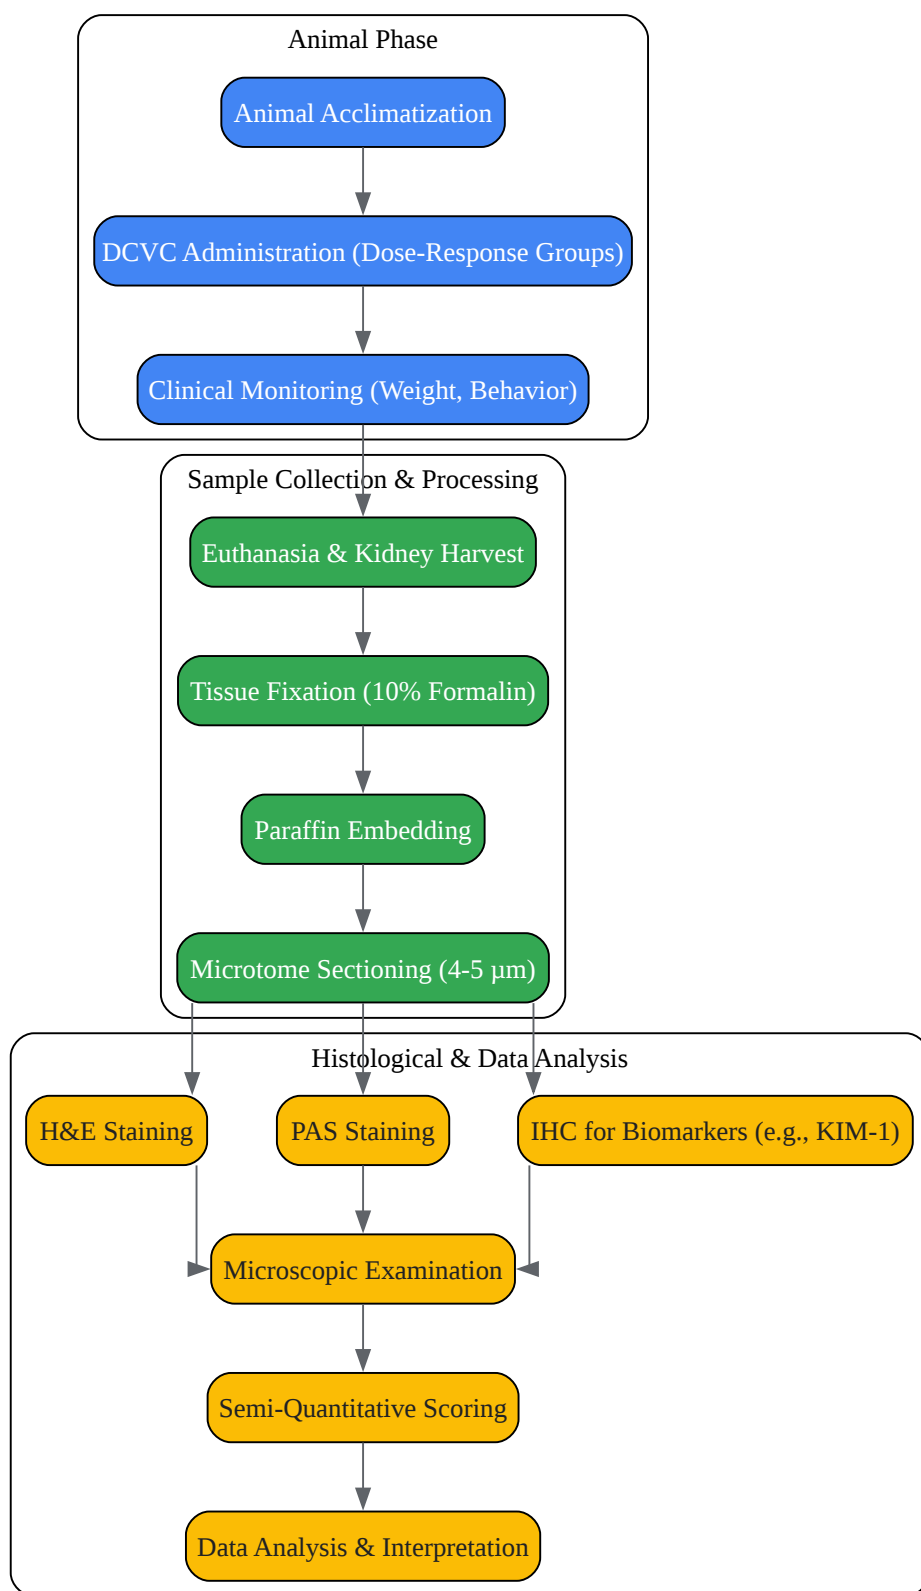 Animal Phase
Animal Acclimatization
DCVC Administration (Dose-Response Groups)
Clinical Monitoring (Weight, Behavior)
Sample Collection & Processing
Euthanasia & Kidney Harvest
Tissue Fixation (10% Formalin)
Paraffin Embedding
Microtome Sectioning (4-5 µm)
Histological & Data Analysis
H&E Staining
PAS Staining
IHC for Biomarkers (e.g., KIM-1)
Microscopic Examination
Semi-Quantitative Scoring
Data Analysis & Interpretation